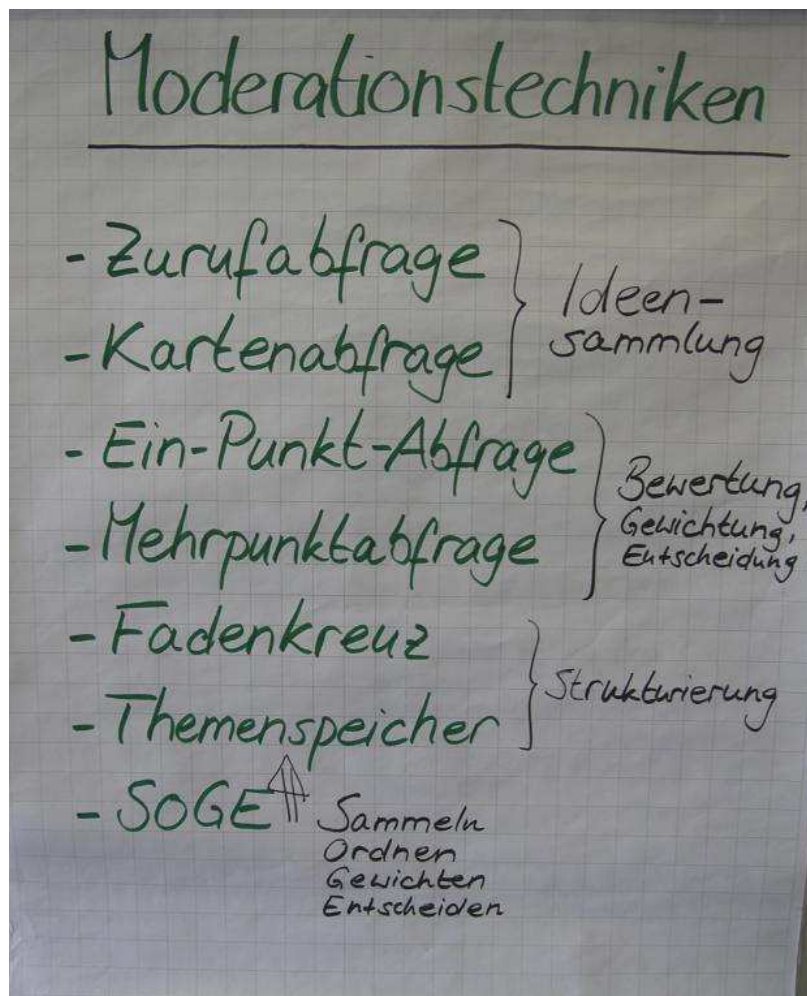 Moderationstechniken
- Zurufabfrage
- Kartenabfrage
Ideen-
sammlung
- Ein-Punkt-Abfrage
- Mehrpunktabfrage
Bewertung,
Gewichtung,
Entscheidung
- Fadenkreuz
- Themenspeicher
Strukturierung
- SOGE
Sammeln
Ordnen
Gewichten
Entscheiden